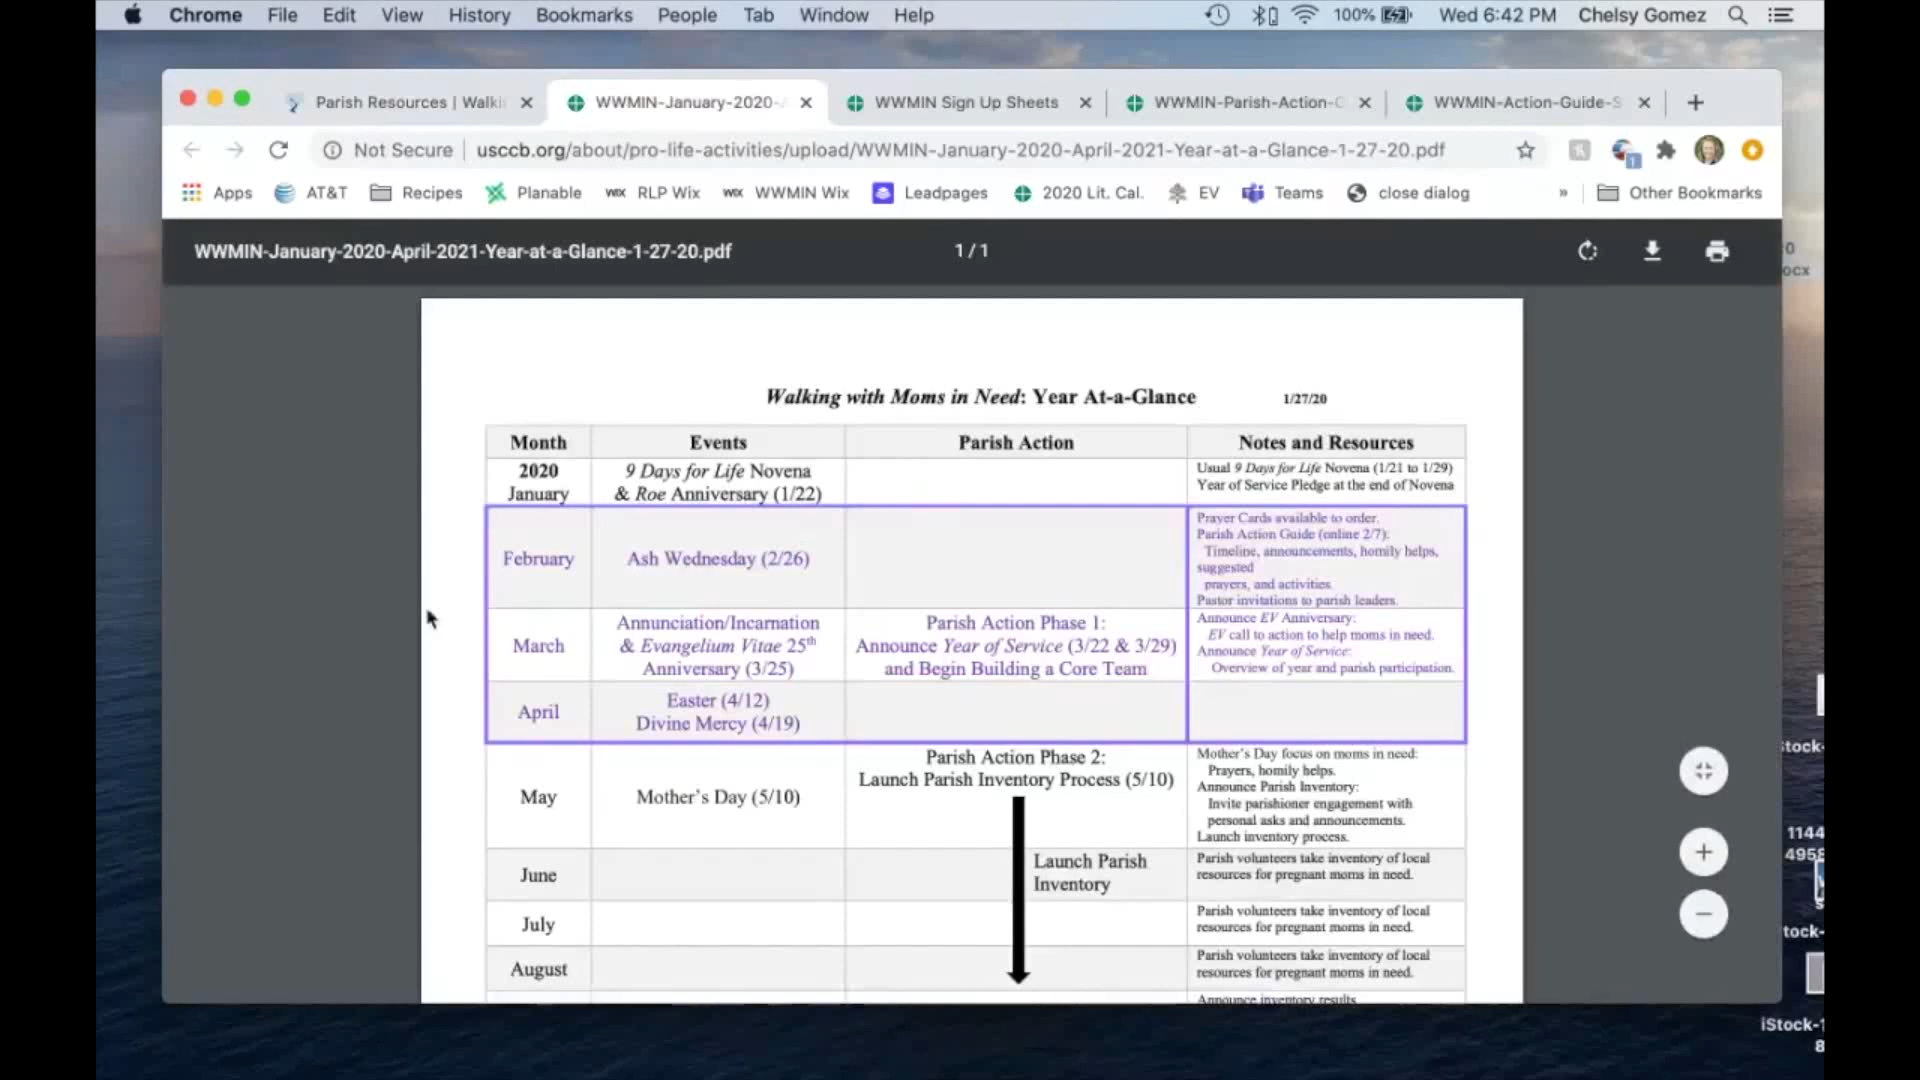 Chrome File Edit View History Bookmarks People Tab Window Help 100% Wed 6:42 PM Chelsy Gomez
Parish Resources | Walki WWMIN-January-2020- WWMIN Sign Up Sheets WWMIN-Parish-Action-G WWMIN-Action-Guide-S
Not Secure usccb.org/about/pro-life-activities/upload/WWMIN-January-2020-April-2021-Year-at-a-Glance-1-27-20.pdf
1
Apps AT&T Recipes Planable WIX RLP Wix WIX WWMIN Wix Leadpages 2020 Lit. Cal. EV Teams close dialog » Other Bookmarks
WWMIN-January-2020-April-2021-Year-at-a-Glance-1-27-20.pdf 1 / 1
0
ocx
Walking with Moms in Need: Year At-a-Glance 1/27/20
Month Events Parish Action Notes and Resources
2020
January
9 Days for Life Novena
& Roe Anniversary (1/22)
Usual 9 Days for Life Novena (1/21 to 1/29)
Year of Service Pledge at the end of Novena
February
Ash Wednesday (2/26)
Prayer Cards available to order.
Parish Action Guide (online 2/7):
Timeline, announcements, homily helps,
suggested
prayers, and activities.
Pastor invitations to parish leaders.
March
Annunciation/Incarnation
& Evangelium Vitae 25th
Anniversary (3/25)
Parish Action Phase 1:
Announce Year of Service (3/22 & 3/29)
and Begin Building a Core Team
Announce EV Anniversary:
EV call to action to help moms in need.
Announce Year of Service:
Overview of year and parish participation.
April
Easter (4/12)
Divine Mercy (4/19)
May
Mother's Day (5/10)
Parish Action Phase 2:
Launch Parish Inventory Process (5/10)
Mother's Day focus on moms in need:
Prayers, homily helps.
Announce Parish Inventory:
Invite parishioner engagement with
personal asks and announcements.
Launch inventory process.
June
Launch Parish
Inventory
Parish volunteers take inventory of local
resources for pregnant moms in need.
July
Parish volunteers take inventory of local
resources for pregnant moms in need.
August
Parish volunteers take inventory of local
resources for pregnant moms in need.
Announce inventory results
tock-
1144
4958
tock-
iStock-1
8